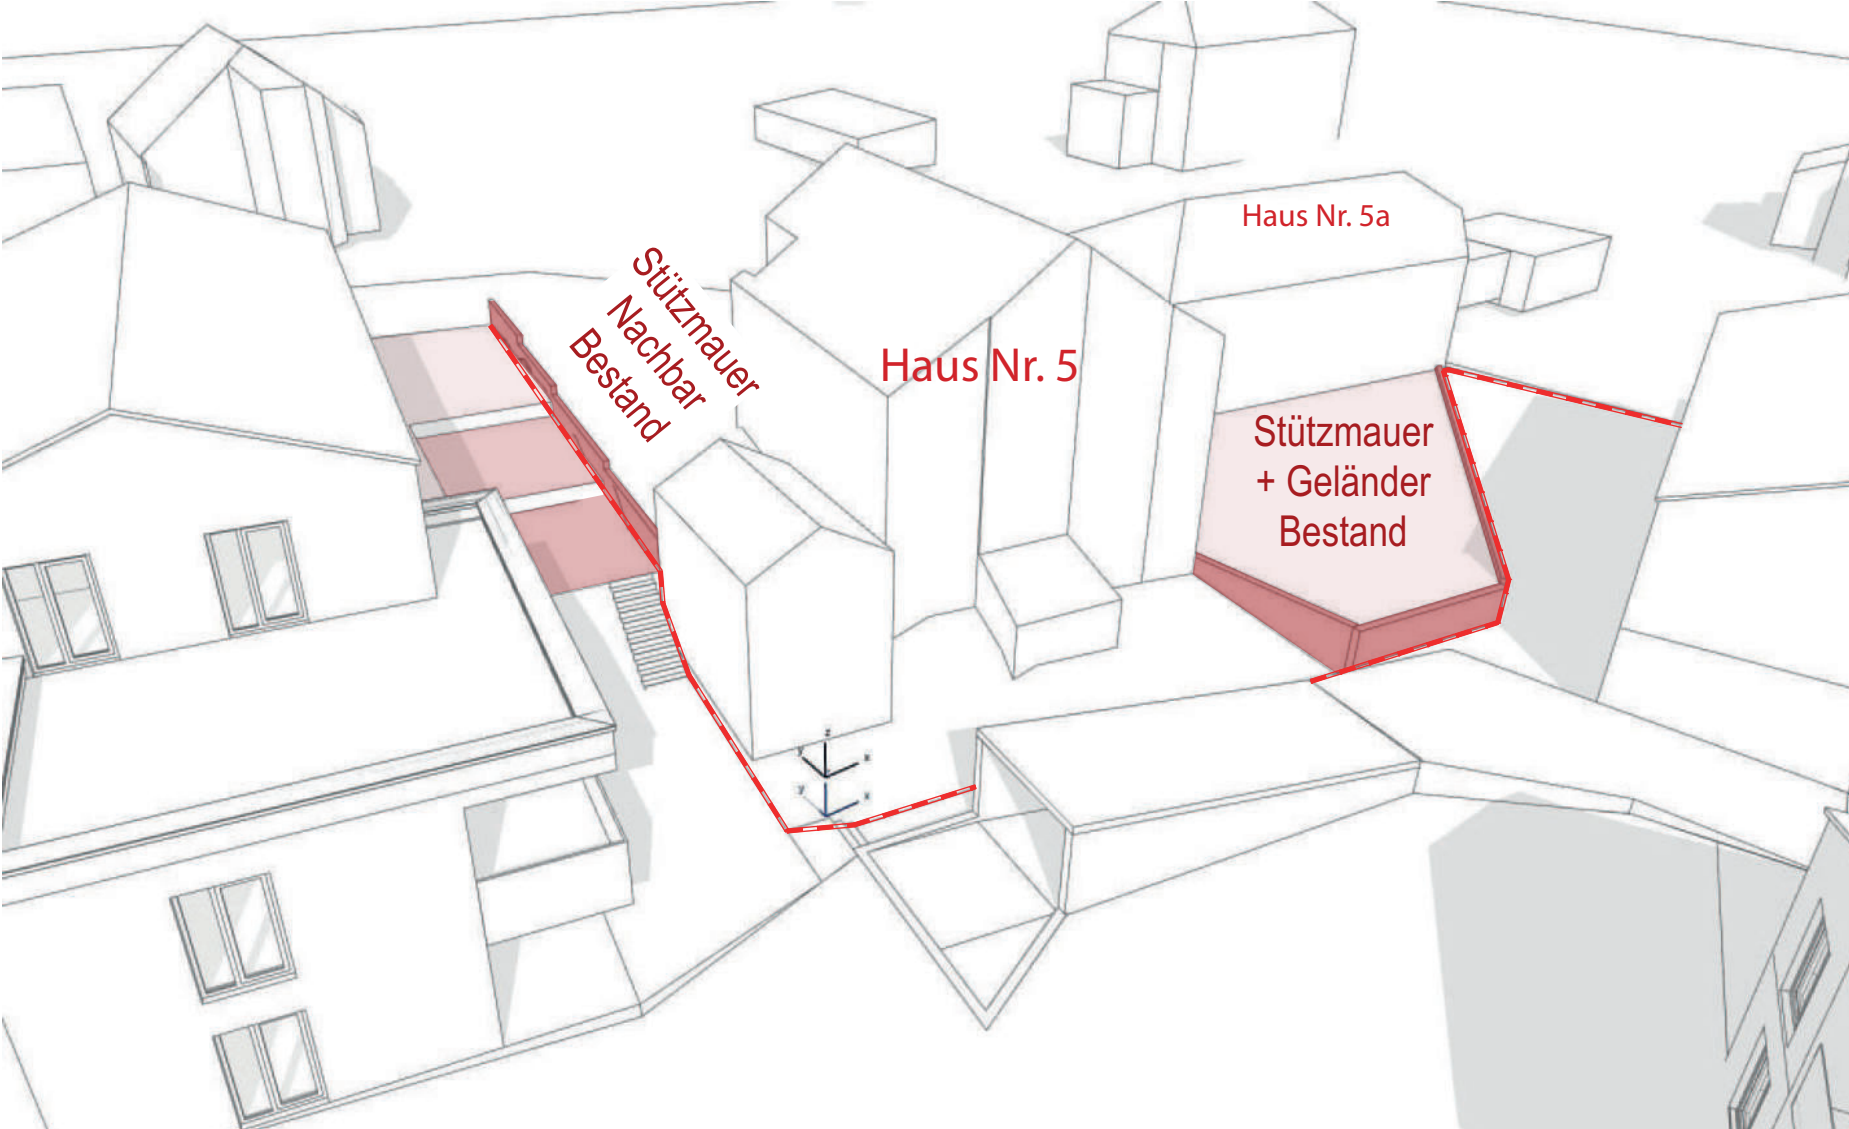 Haus Nr. 5a
Stützmauer
Nachbar
Bestand
Haus Nr. 5
Stützmauer
+ Geländer
Bestand
z
y
x
y
x